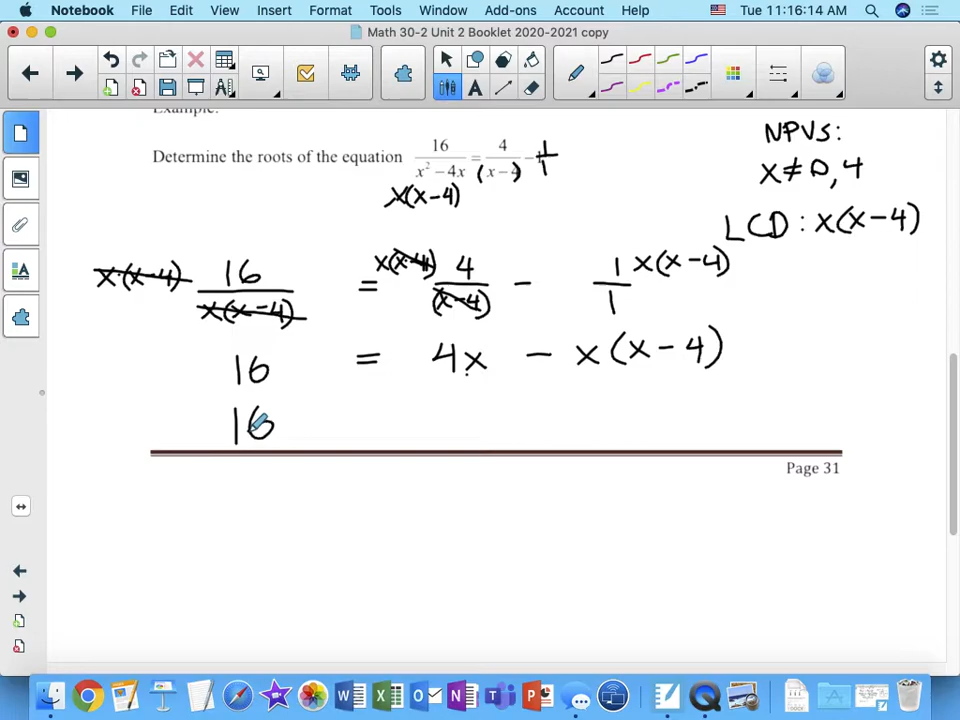 Notebook File Edit View Insert Format Tools Window Add-ons Account Help Tue 11:16:14 AM
Math 30-2 Unit 2 Booklet 2020-2021 copy
Example:
Determine the roots of the equation 16/(x² − 4x) = 4/(x − 4) − 1/1
x(x−4)
NPVs:
x≠0,4
LCD: x(x−4)
x(x−4) 16/x(x−4) = x(x−4) 4/(x−4) − 1/1 x(x−4)
16 = 4x − x(x−4)
16
Page 31